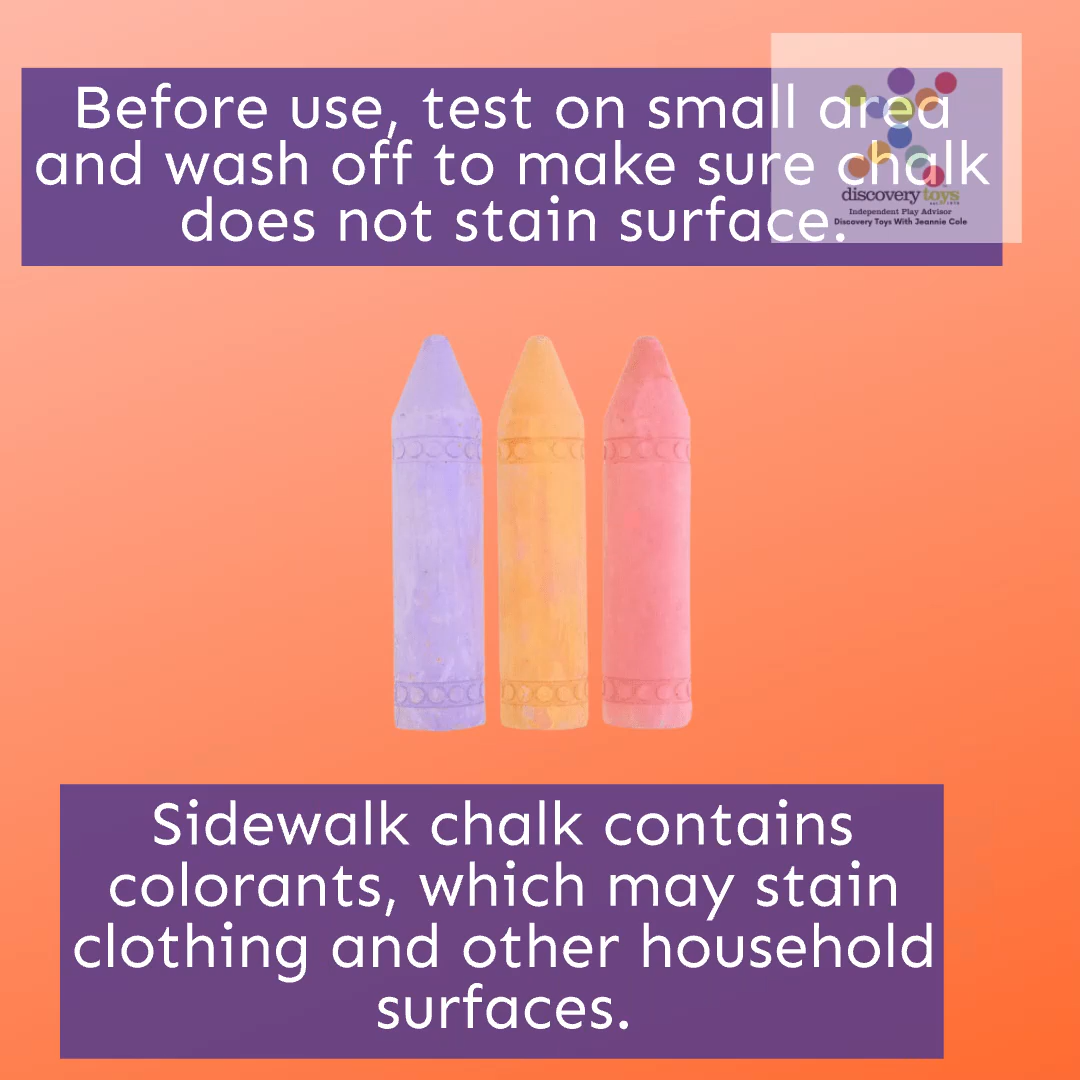 Before use, test on small area
and wash off to make sure chalk
does not stain surface.
discovery toys
Independent Play Advisor
Discovery Toys With Jeannie Cole
Sidewalk chalk contains
colorants, which may stain
clothing and other household
surfaces.